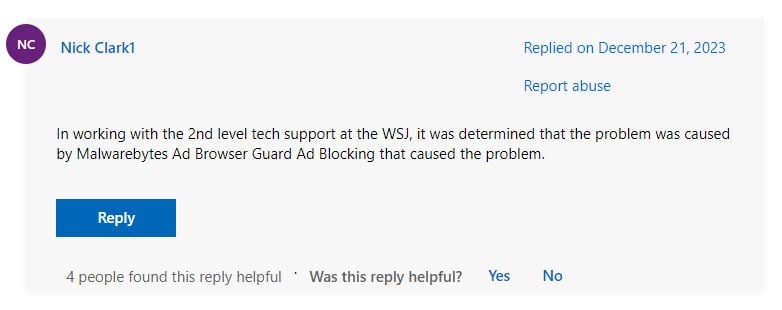 NC
Nick Clark1
Replied on December 21, 2023
Report abuse
In working with the 2nd level tech support at the WSJ, it was determined that the problem was caused
by Malwarebytes Ad Browser Guard Ad Blocking that caused the problem.
Reply
4 people found this reply helpful · Was this reply helpful? Yes No